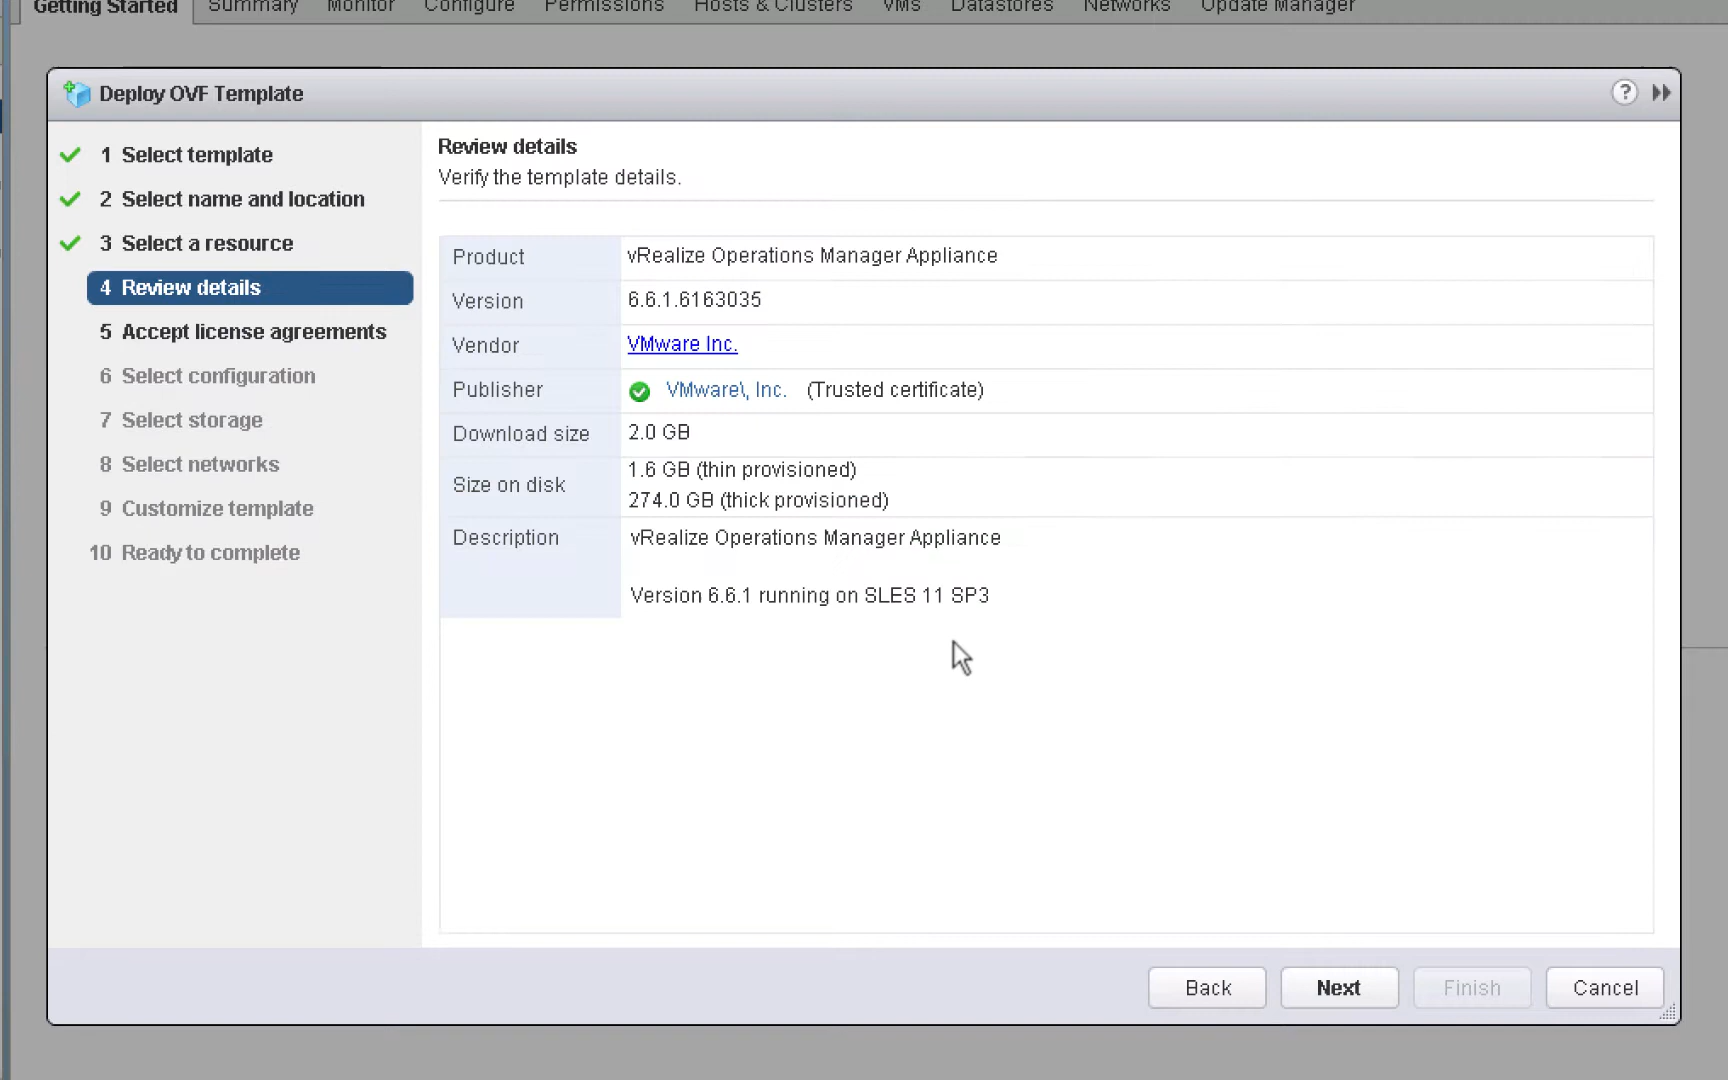 Getting Started Summary Monitor Configure Permissions Hosts & Clusters VMs Datastores Networks Update Manager
Deploy OVF Template
?
1 Select template
2 Select name and location
3 Select a resource
4 Review details
5 Accept license agreements
6 Select configuration
7 Select storage
8 Select networks
9 Customize template
10 Ready to complete
Review details
Verify the template details.
Product vRealize Operations Manager Appliance
Version 6.6.1.6163035
Vendor VMware Inc.
Publisher VMware\, Inc. (Trusted certificate)
Download size 2.0 GB
Size on disk 1.6 GB (thin provisioned)
274.0 GB (thick provisioned)
Description vRealize Operations Manager Appliance
Version 6.6.1 running on SLES 11 SP3
Back Next Finish Cancel